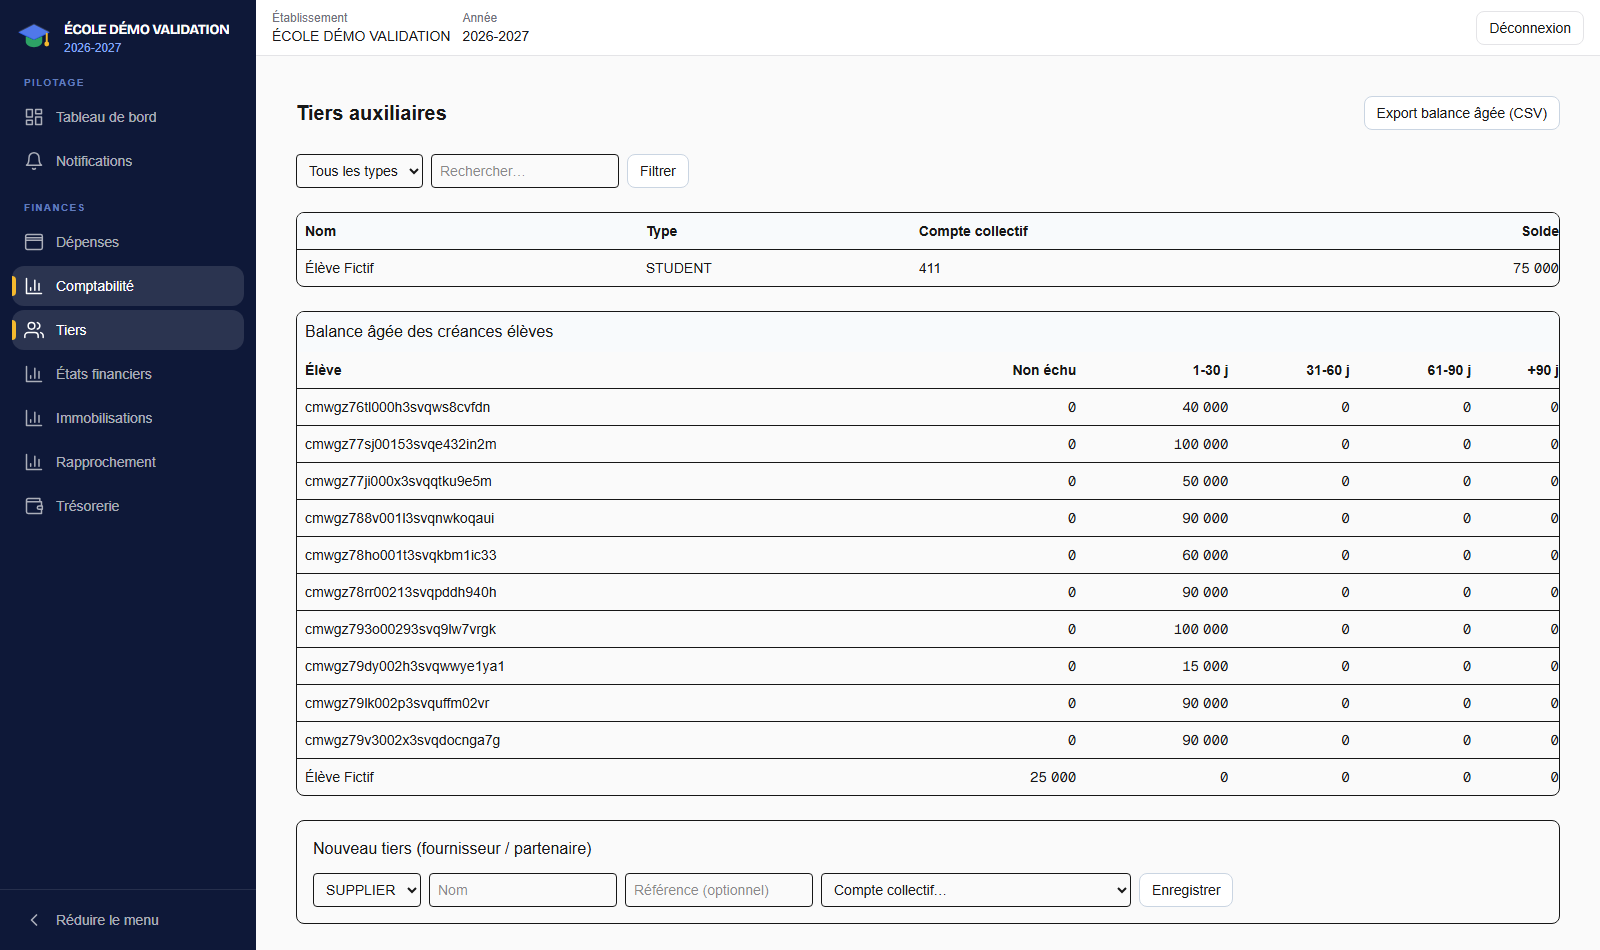 ÉCOLE DÉMO VALIDATION
2026-2027
PILOTAGE
Tableau de bord
Notifications
FINANCES
Dépenses
Comptabilité
Tiers
États financiers
Immobilisations
Rapprochement
Trésorerie
Réduire le menu
Établissement Année
ÉCOLE DÉMO VALIDATION 2026-2027
Déconnexion
Tiers auxiliaires
Export balance âgée (CSV)
Tous les types Rechercher... Filtrer
Nom Type Compte collectif Solde
Élève Fictif STUDENT 411 75 000
Balance âgée des créances élèves
Élève Non échu 1-30 j 31-60 j 61-90 j +90 j
cmwgz76tl000h3svqws8cvfdn 0 40 000 0 0 0
cmwgz77sj00153svqe432in2m 0 100 000 0 0 0
cmwgz77ji000x3svqqtku9e5m 0 50 000 0 0 0
cmwgz788v001l3svqnwkoqaui 0 90 000 0 0 0
cmwgz78ho001t3svqkbm1ic33 0 60 000 0 0 0
cmwgz78rr00213svqpddh940h 0 90 000 0 0 0
cmwgz793o00293svq9lw7vrgk 0 100 000 0 0 0
cmwgz79dy002h3svqwwye1ya1 0 15 000 0 0 0
cmwgz79lk002p3svquffm02vr 0 90 000 0 0 0
cmwgz79v3002x3svqdocnga7g 0 90 000 0 0 0
Élève Fictif 25 000 0 0 0 0
Nouveau tiers (fournisseur / partenaire)
SUPPLIER Nom Référence (optionnel) Compte collectif... Enregistrer